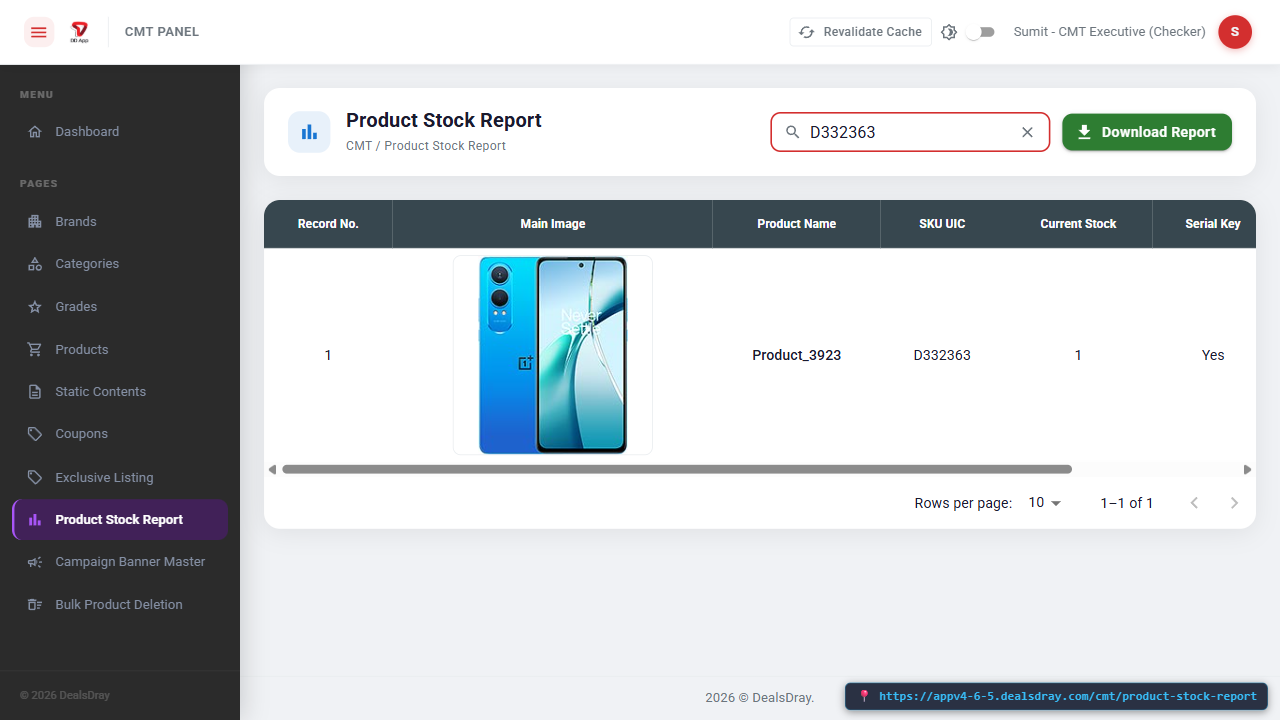 DD App
CMT PANEL
Revalidate Cache
Sumit - CMT Executive (Checker)
S
MENU
Dashboard
PAGES
Brands
Categories
Grades
Products
Static Contents
Coupons
Exclusive Listing
Product Stock Report
Campaign Banner Master
Bulk Product Deletion
© 2026 DealsDray
Product Stock Report
CMT / Product Stock Report
D332363
Download Report
Record No. Main Image Product Name SKU UIC Current Stock Serial Key
Never
Settle
1 Product_3923 D332363 1 Yes
Rows per page: 10 1–1 of 1
2026 © DealsDray.
https://appv4-6-5.dealsdray.com/cmt/product-stock-report